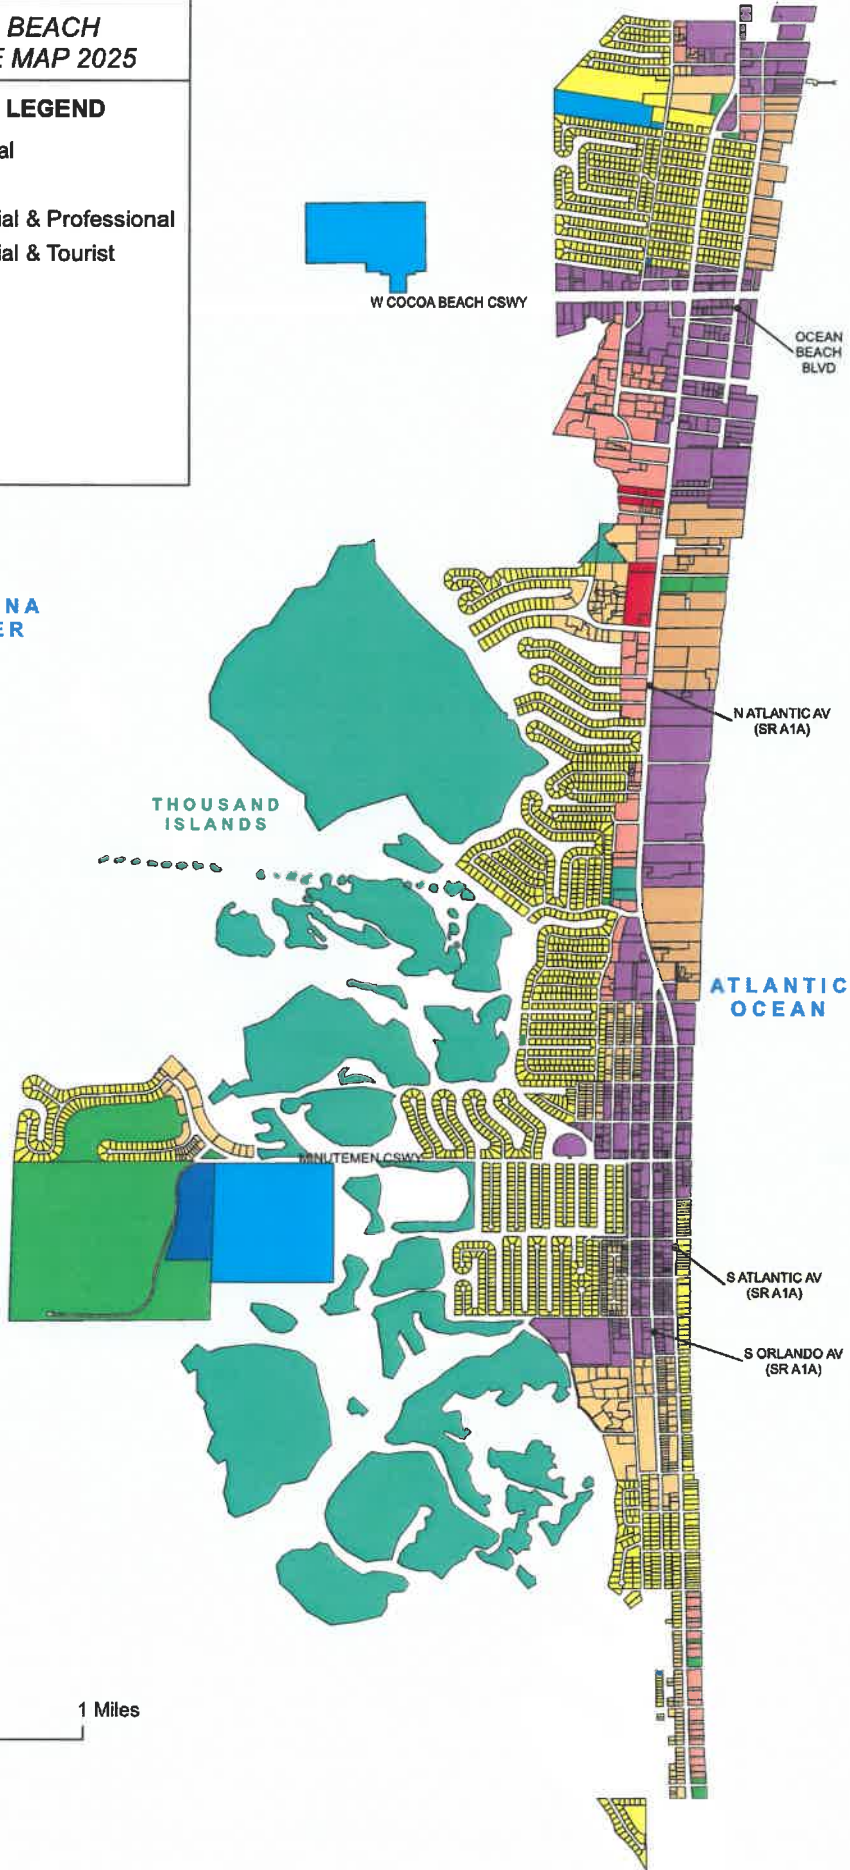 BEACH
E MAP 2025
LEGEND
al
ial & Professional
ial & Tourist
W COCOA BEACH CSWY
OCEAN
BEACH
BLVD
NA
ER
N ATLANTIC AV
(SR A1A)
THOUSAND
ISLANDS
ATLANTIC
OCEAN
MINUTEMEN CSWY
S ATLANTIC AV
(SR A1A)
S ORLANDO AV
(SR A1A)
1 Miles